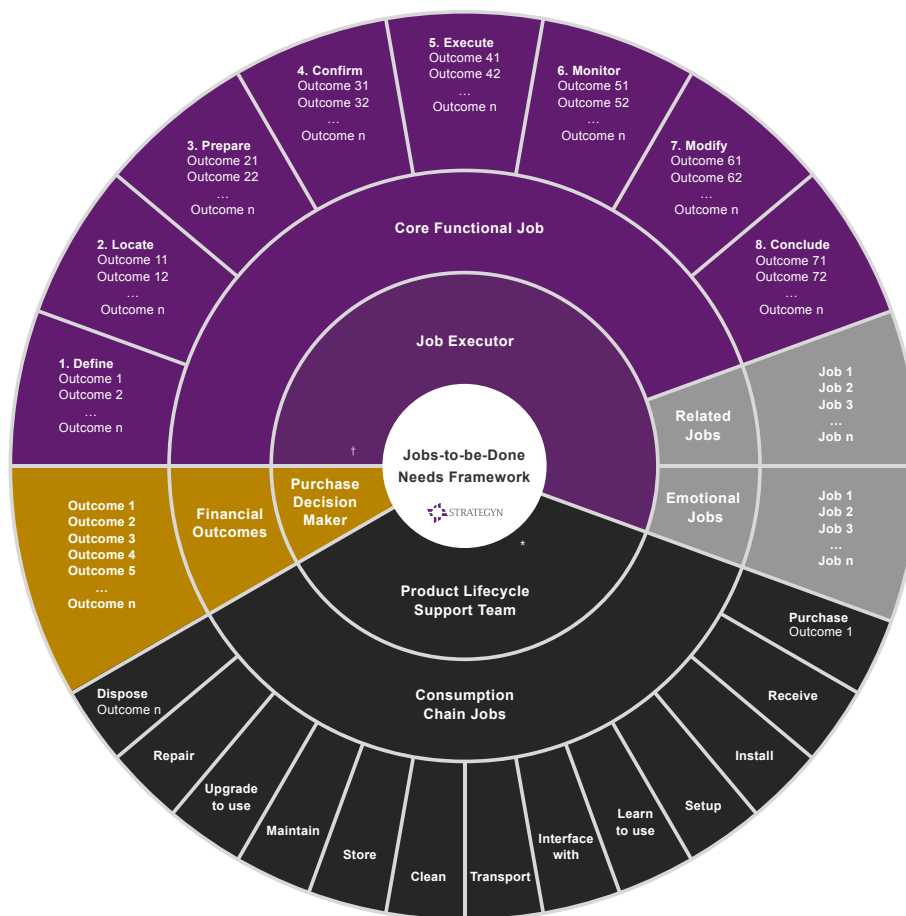 5. Execute
Outcome 41
Outcome 42
...
Outcome n
4. Confirm
Outcome 31
Outcome 32
...
Outcome n
6. Monitor
Outcome 51
Outcome 52
...
Outcome n
3. Prepare
Outcome 21
Outcome 22
...
Outcome n
7. Modify
Outcome 61
Outcome 62
...
Outcome n
2. Locate
Outcome 11
Outcome 12
...
Outcome n
8. Conclude
Outcome 71
Outcome 72
...
Outcome n
1. Define
Outcome 1
Outcome 2
...
Outcome n
Core Functional Job
Job Executor
Related
Jobs
Job 1
Job 2
Job 3
...
Job n
†
Jobs-to-be-Done
Needs Framework
STRATEGYN
*
Purchase
Decision
Maker
Financial
Outcomes
Outcome 1
Outcome 2
Outcome 3
Outcome 4
Outcome 5
...
Outcome n
Emotional
Jobs
Job 1
Job 2
Job 3
...
Job n
Product Lifecycle
Support Team
Consumption
Chain Jobs
Purchase
Outcome 1
Receive
Install
Setup
Learn
to use
Interface
with
Transport
Clean
Store
Maintain
Upgrade
to use
Repair
Dispose
Outcome n